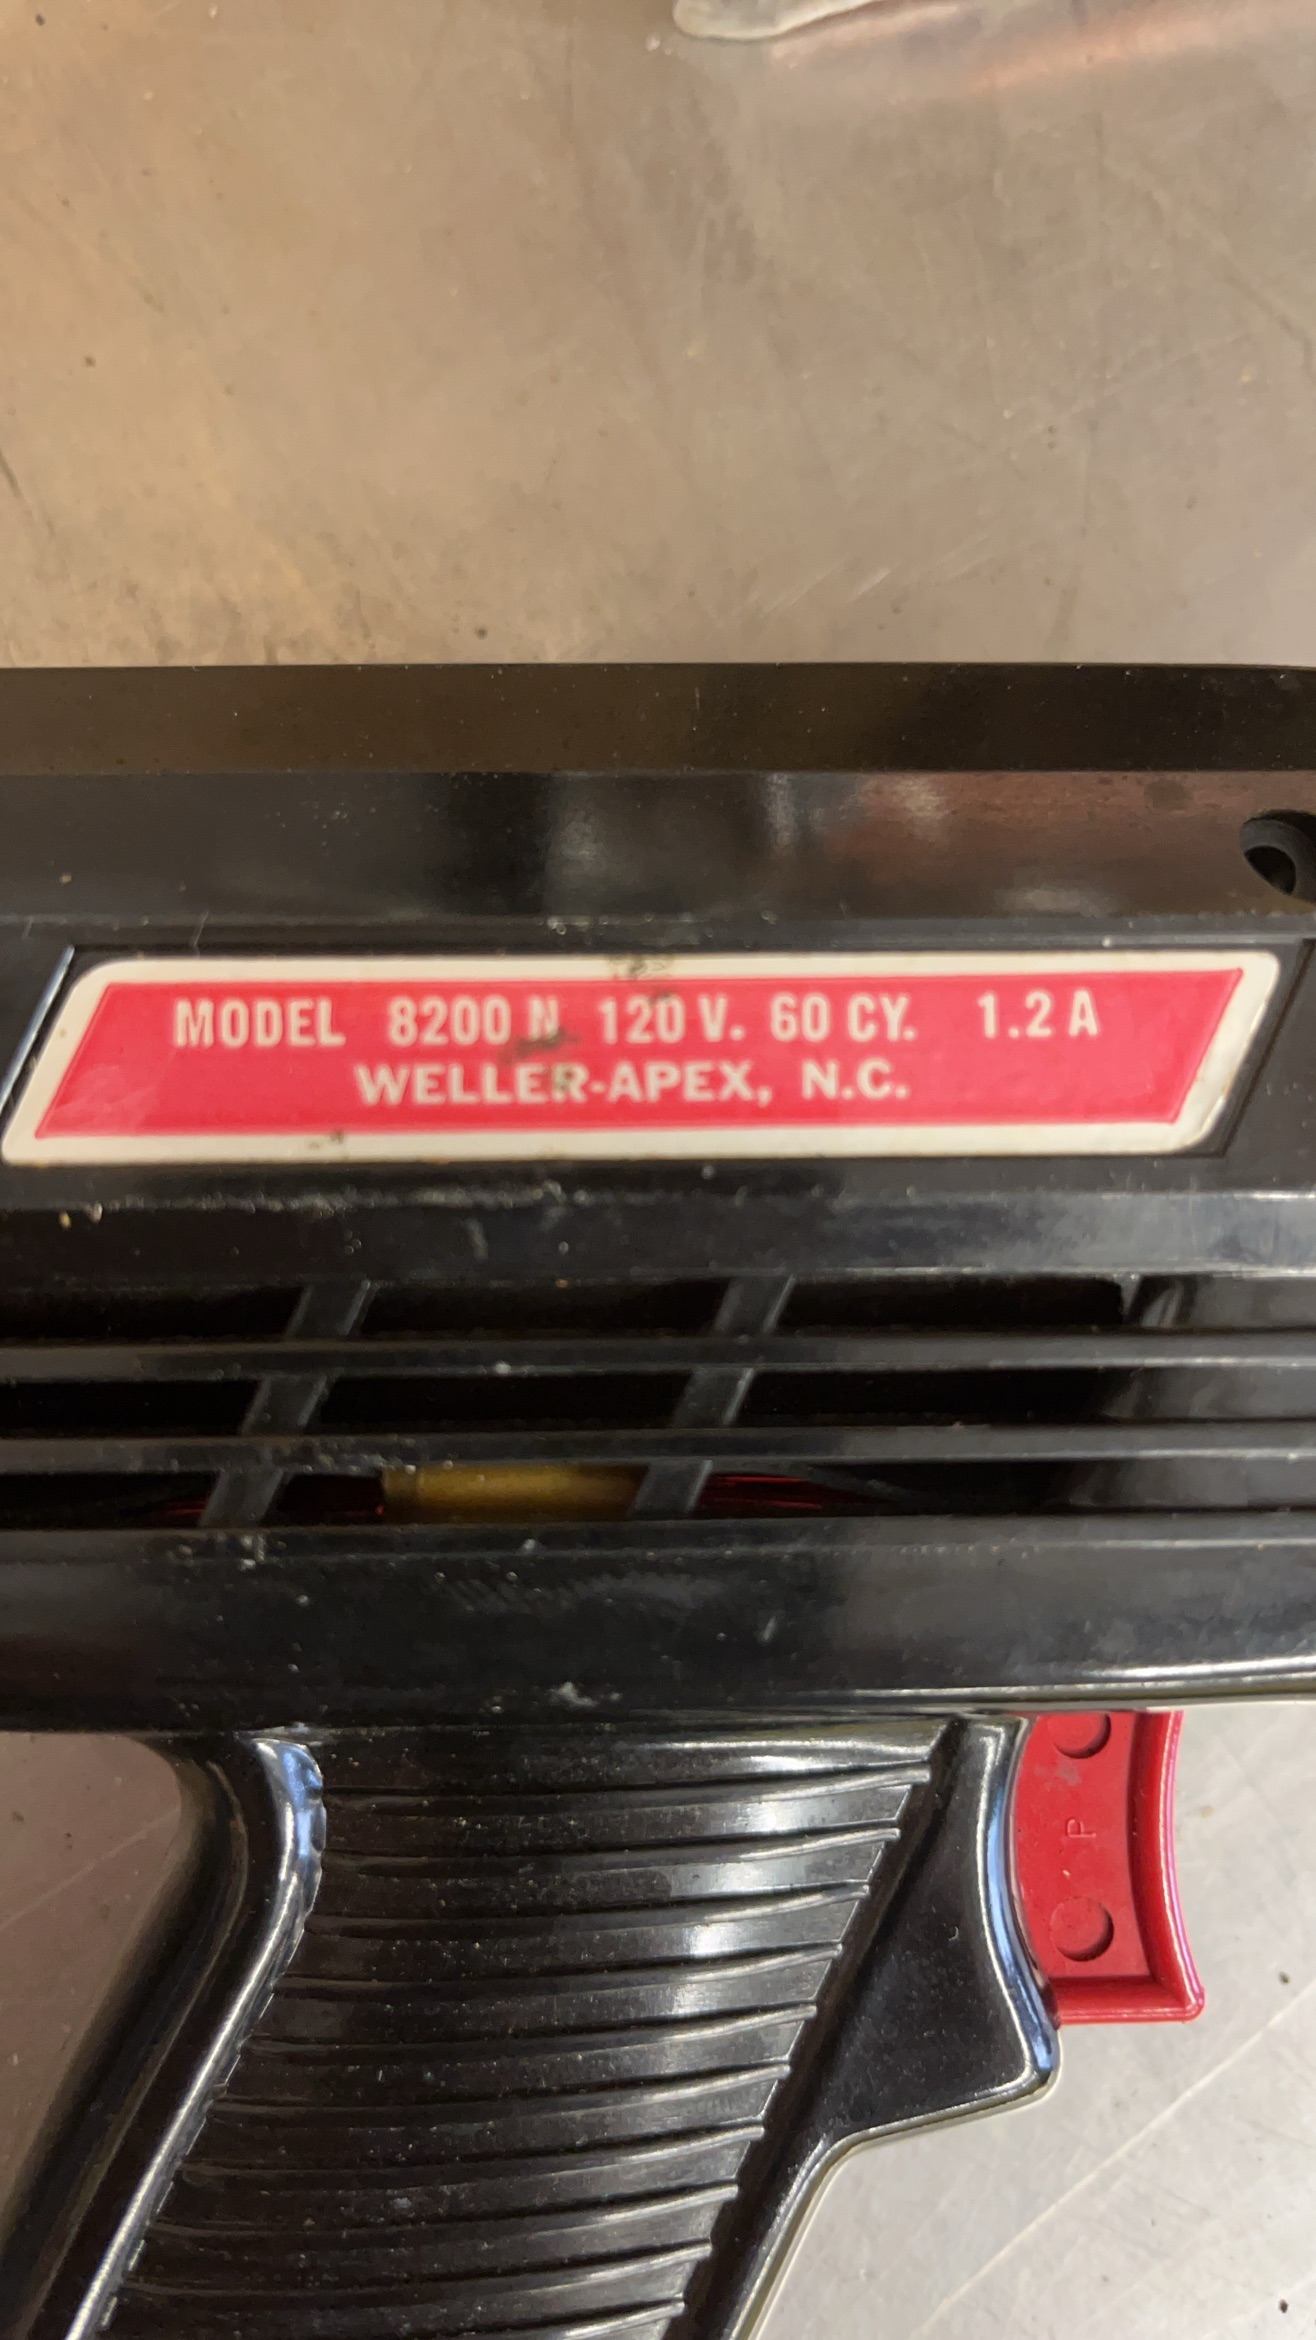 MODEL 8200 N 120 V. 60 CY. 1.2 A
WELLER-APEX, N.C.
P